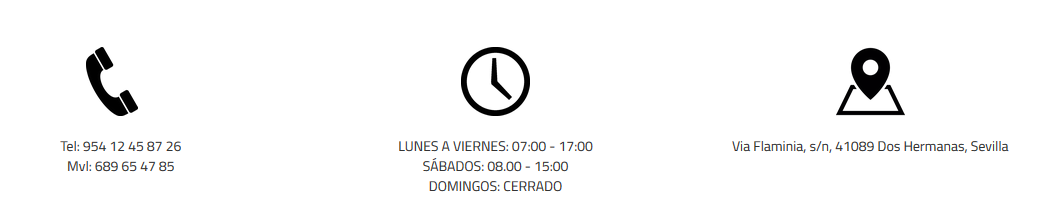 Tel: 954 12 45 87 26
Mvl: 689 65 47 85
LUNES A VIERNES: 07:00 - 17:00
SÁBADOS: 08.00 - 15:00
DOMINGOS: CERRADO
Via Flaminia, s/n, 41089 Dos Hermanas, Sevilla